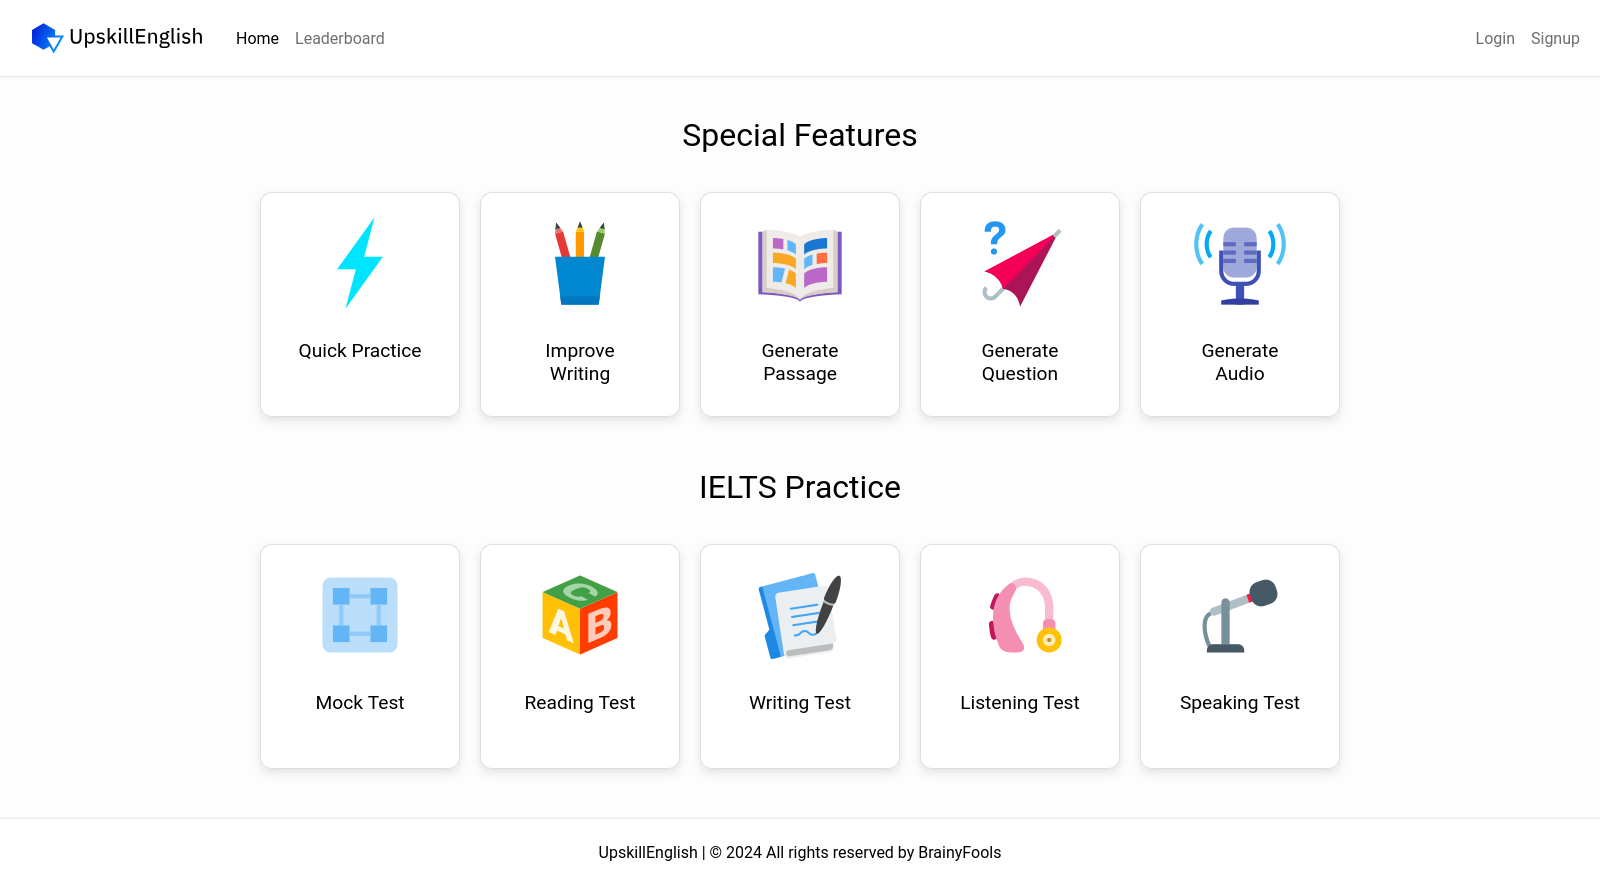 UpskillEnglish Home Leaderboard Login Signup
Special Features
Quick Practice
Improve
Writing
Generate
Passage
?
Generate
Question
Generate
Audio
IELTS Practice
Mock Test
C
A B
Reading Test
Writing Test
Listening Test
Speaking Test
UpskillEnglish | © 2024 All rights reserved by BrainyFools